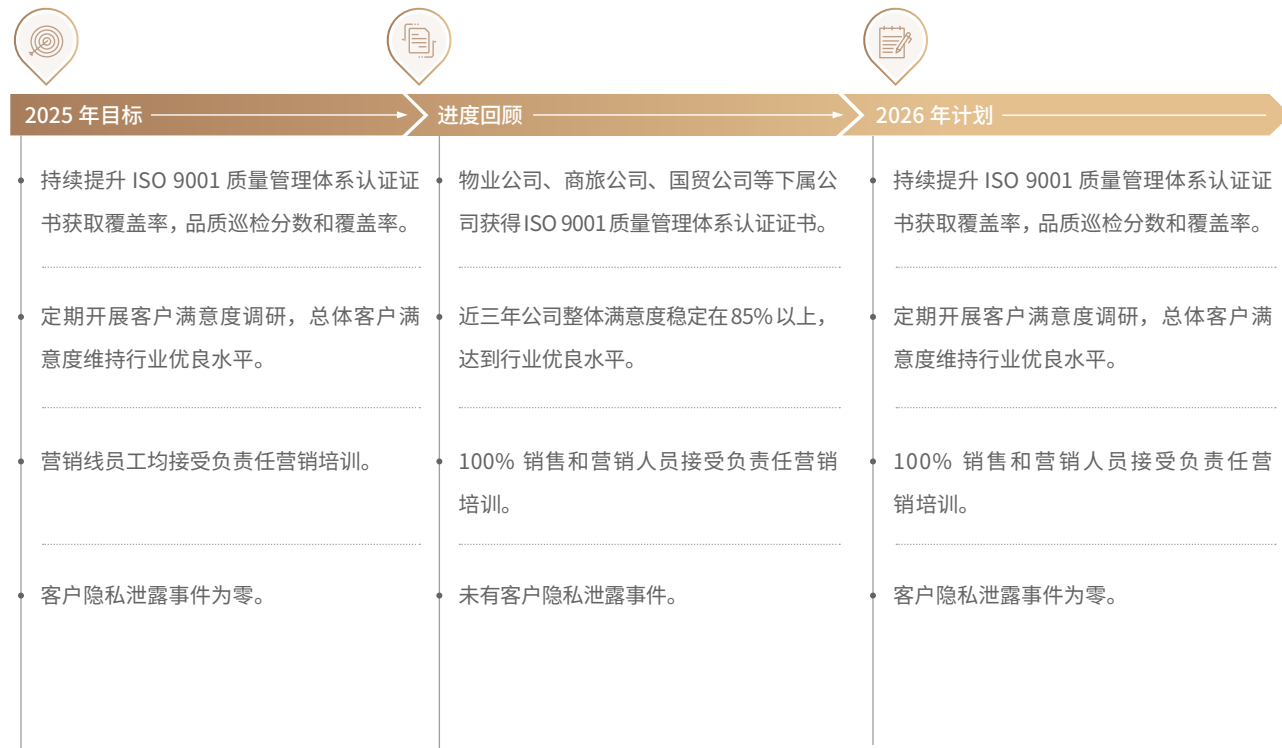 2025 年目标
持续提升 ISO 9001 质量管理体系认证证
书获取覆盖率，品质巡检分数和覆盖率。
定期开展客户满意度调研，总体客户满
意度维持行业优良水平。
营销线员工均接受负责任营销培训。
客户隐私泄露事件为零。
进度回顾
物业公司、商旅公司、国贸公司等下属公
司获得 ISO 9001 质量管理体系认证证书。
近三年公司整体满意度稳定在 85% 以上，
达到行业优良水平。
100% 销售和营销人员接受负责任营销
培训。
未有客户隐私泄露事件。
2026 年计划
持续提升 ISO 9001 质量管理体系认证证
书获取覆盖率，品质巡检分数和覆盖率。
定期开展客户满意度调研，总体客户满
意度维持行业优良水平。
100% 销售和营销人员接受负责任营
销培训。
客户隐私泄露事件为零。